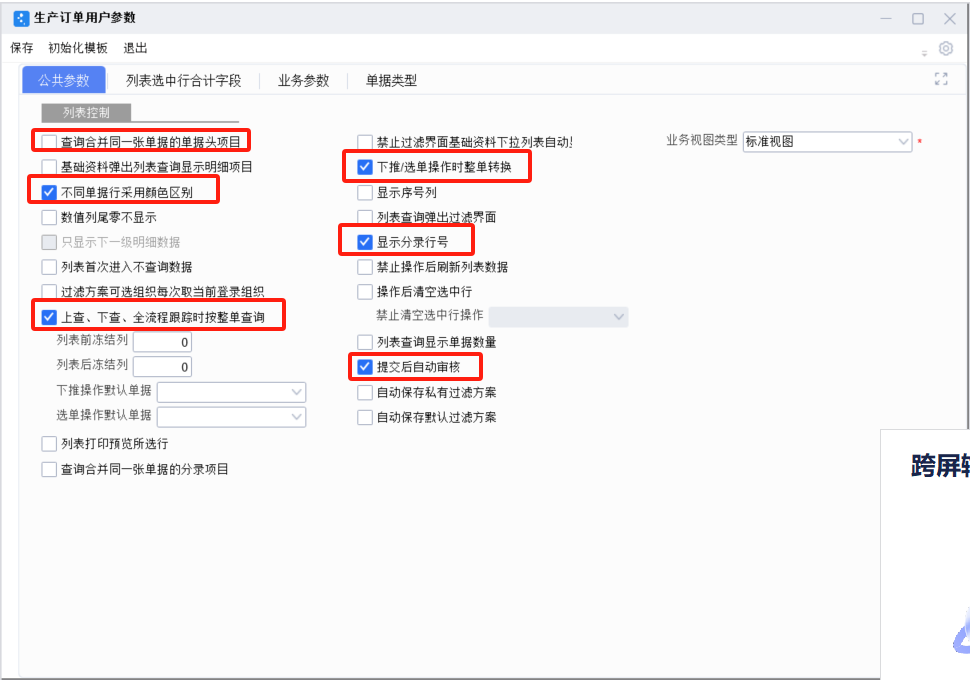 生产订单用户参数
保存 初始化模板 退出
公共参数 列表选中行合计字段 业务参数 单据类型
列表控制
查询合并同一张单据的单据头项目
基础资料弹出列表查询显示明细项目
不同单据行采用颜色区别
数值列尾零不显示
只显示下一级明细数据
列表首次进入不查询数据
过滤方案可选组织每次取当前登录组织
上查、下查、全流程跟踪时按整单查询
列表前冻结列 0
列表后冻结列 0
下推操作默认单据
选单操作默认单据
列表打印预览所选行
查询合并同一张单据的分录项目
禁止过滤界面基础资料下拉列表自动
下推/选单操作时整单转换
显示序号列
列表查询弹出过滤界面
显示分录行号
禁止操作后刷新列表数据
操作后清空选中行
禁止清空选中行操作
列表查询显示单据数量
提交后自动审核
自动保存私有过滤方案
自动保存默认过滤方案
业务视图类型 标准视图 *
跨屏